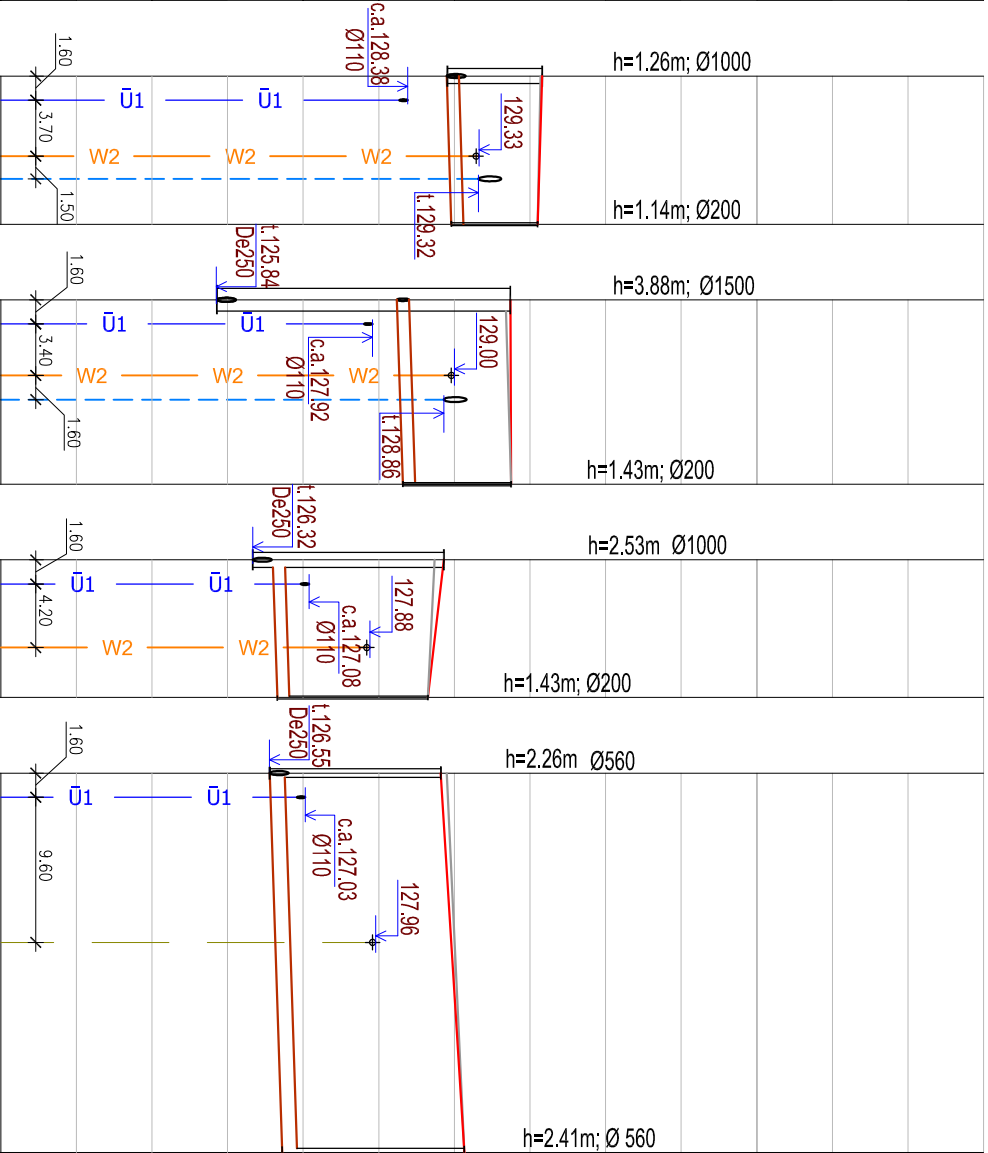 h=1.26m; Ø1000
c.a.128.38
Ø110
1.60
Ū1
Ū1
129.33
3.70
W2
W2
W2
1.50
t.129.32
h=1.14m; Ø200
t.125.84
De250
h=3.88m; Ø1500
1.60
Ū1
Ū1
129.00
3.40
c.a.127.92
Ø110
W2
W2
W2
1.60
t.128.86
h=1.43m; Ø200
t.126.32
De250
h=2.53m Ø1000
1.60
Ū1
Ū1
127.88
4.20
c.a.127.08
Ø110
W2
W2
h=1.43m; Ø200
t.126.55
De250
h=2.26m Ø560
1.60
Ū1
Ū1
c.a.127.03
Ø110
9.60
127.96
h=2.41m; Ø 560